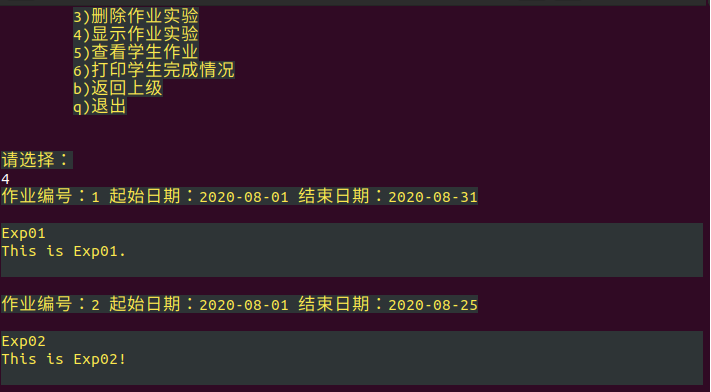 3)删除作业实验
4)显示作业实验
5)查看学生作业
6)打印学生完成情况
b)返回上级
q)退出
请选择：
4
作业编号：1 起始日期：2020-08-01 结束日期：2020-08-31
Exp01
This is Exp01.
作业编号：2 起始日期：2020-08-01 结束日期：2020-08-25
Exp02
This is Exp02!